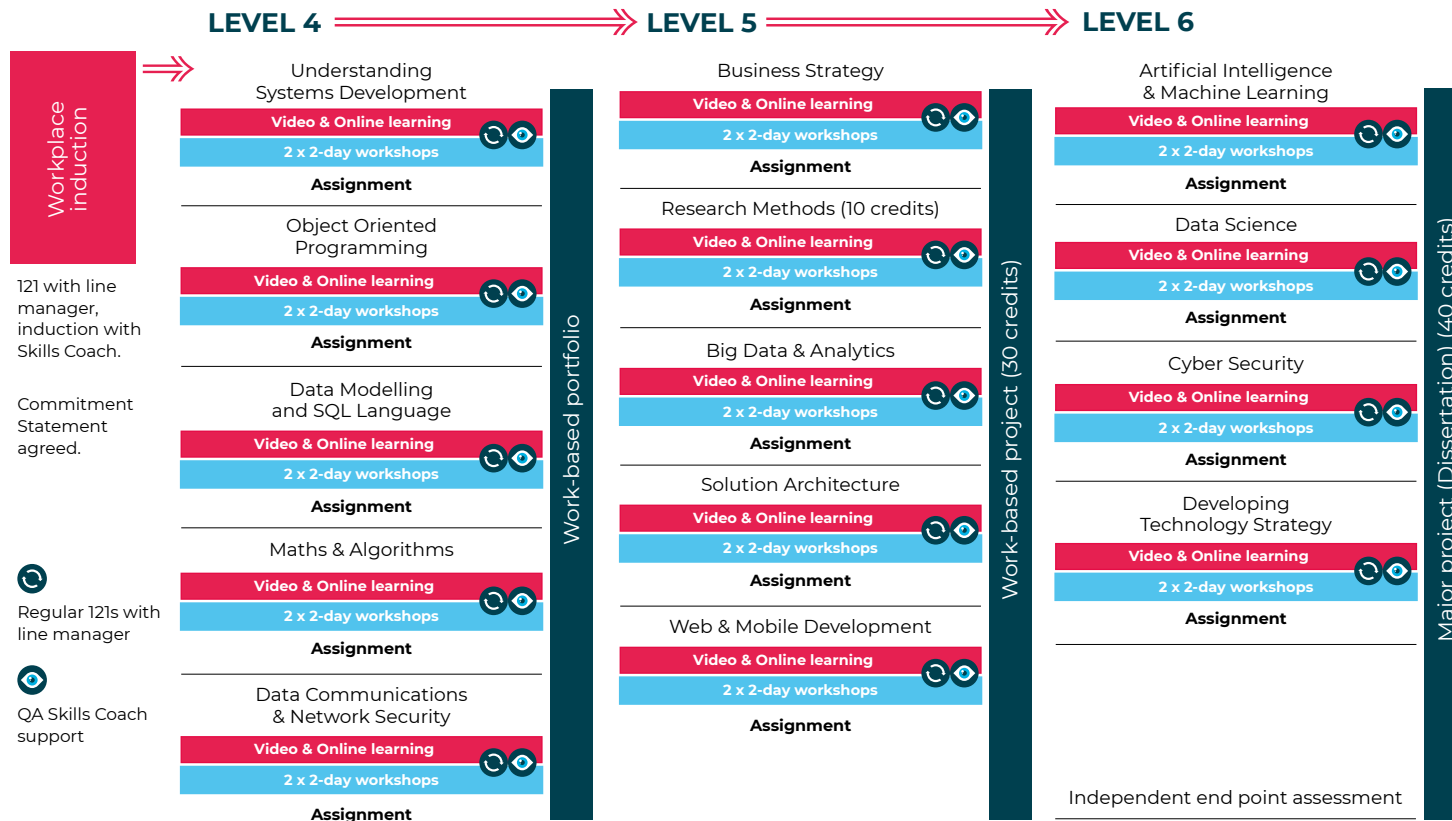 LEVEL 4
LEVEL 5
LEVEL 6
Workplace
induction
121 with line
manager,
induction with
Skills Coach.
Commitment
Statement
agreed.
Regular 121s with
line manager
QA Skills Coach
support
Understanding
Systems Development
Video & Online learning
2 x 2-day workshops
Assignment
Object Oriented
Programming
Video & Online learning
2 x 2-day workshops
Assignment
Data Modelling
and SQL Language
Video & Online learning
2 x 2-day workshops
Assignment
Maths & Algorithms
Video & Online learning
2 x 2-day workshops
Assignment
Data Communications
& Network Security
Video & Online learning
2 x 2-day workshops
Assignment
Work-based portfolio
Business Strategy
Video & Online learning
2 x 2-day workshops
Assignment
Research Methods (10 credits)
Video & Online learning
2 x 2-day workshops
Assignment
Big Data & Analytics
Video & Online learning
2 x 2-day workshops
Assignment
Solution Architecture
Video & Online learning
2 x 2-day workshops
Assignment
Web & Mobile Development
Video & Online learning
2 x 2-day workshops
Assignment
Work-based project (30 credits)
Artificial Intelligence
& Machine Learning
Video & Online learning
2 x 2-day workshops
Assignment
Data Science
Video & Online learning
2 x 2-day workshops
Assignment
Cyber Security
Video & Online learning
2 x 2-day workshops
Assignment
Developing
Technology Strategy
Video & Online learning
2 x 2-day workshops
Assignment
Independent end point assessment
Major project (Dissertation) (40 credits)